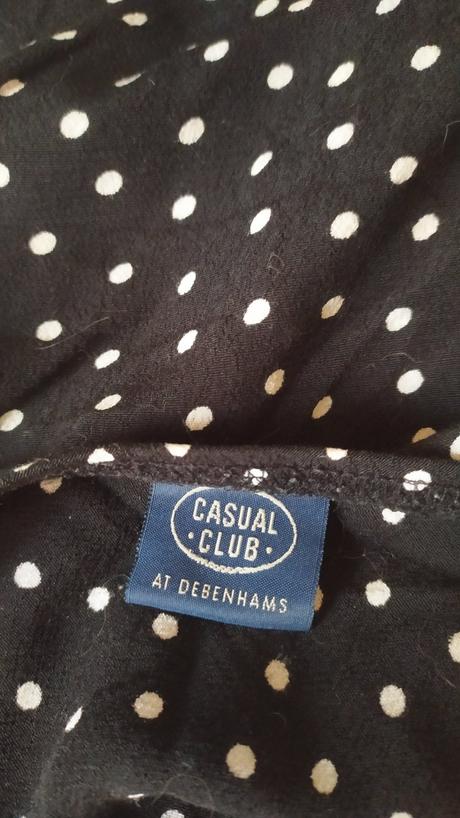 CASUAL
· CLUB ·
AT DEBENHAMS